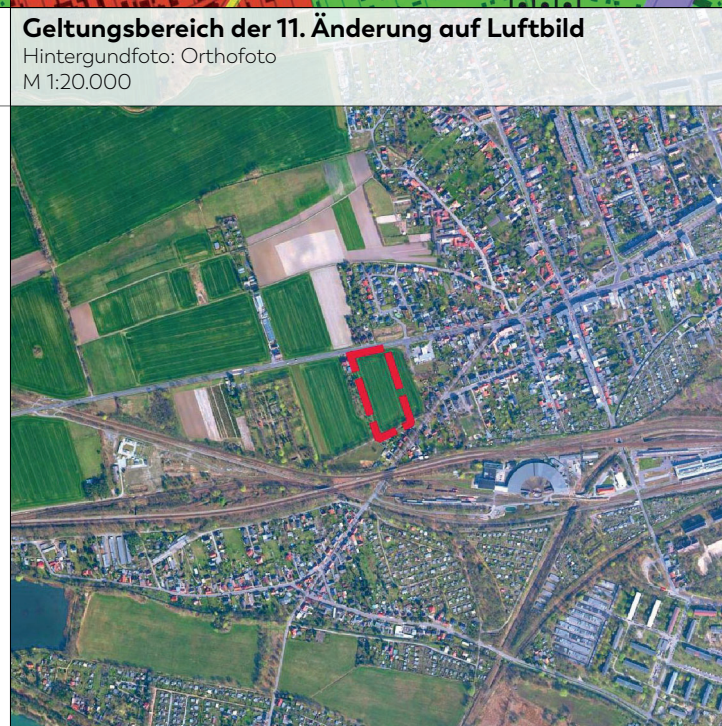 Geltungsbereich der 11. Änderung auf Luftbild
Hintergundfoto: Orthofoto
M 1:20.000